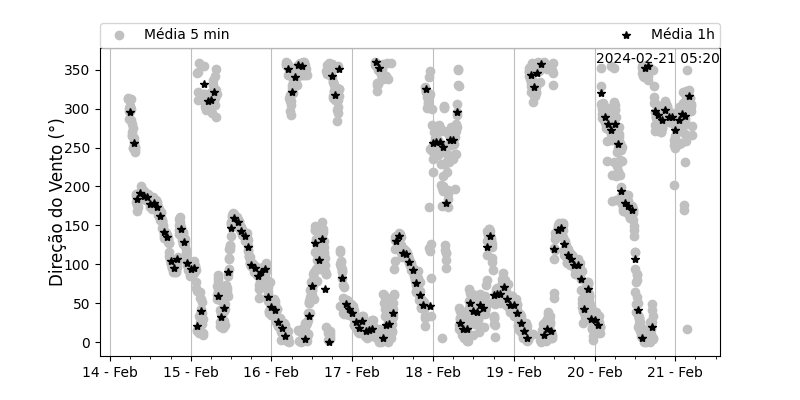 Média 5 min
Média 1h
2024-02-21 05:20
Direção do Vento (°)
350
300
250
200
150
100
50
0
14 - Feb
15 - Feb
16 - Feb
17 - Feb
18 - Feb
19 - Feb
20 - Feb
21 - Feb